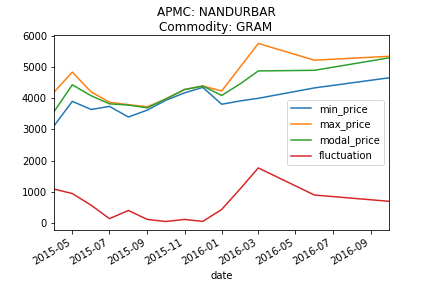 APMC: NANDURBAR
Commodity: GRAM
6000
5000
4000
3000
2000
1000
0
min_price
max_price
modal_price
fluctuation
2015-05
2015-07
2015-09
2015-11
2016-01
2016-03
2016-05
2016-07
2016-09
date